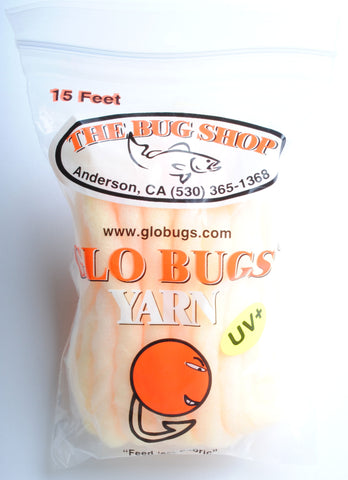 15 Feet
THE BUG SHOP
Anderson, CA (530) 365-1368
www.globugs.com
GLO BUGS
YARN
UV+
"Feed